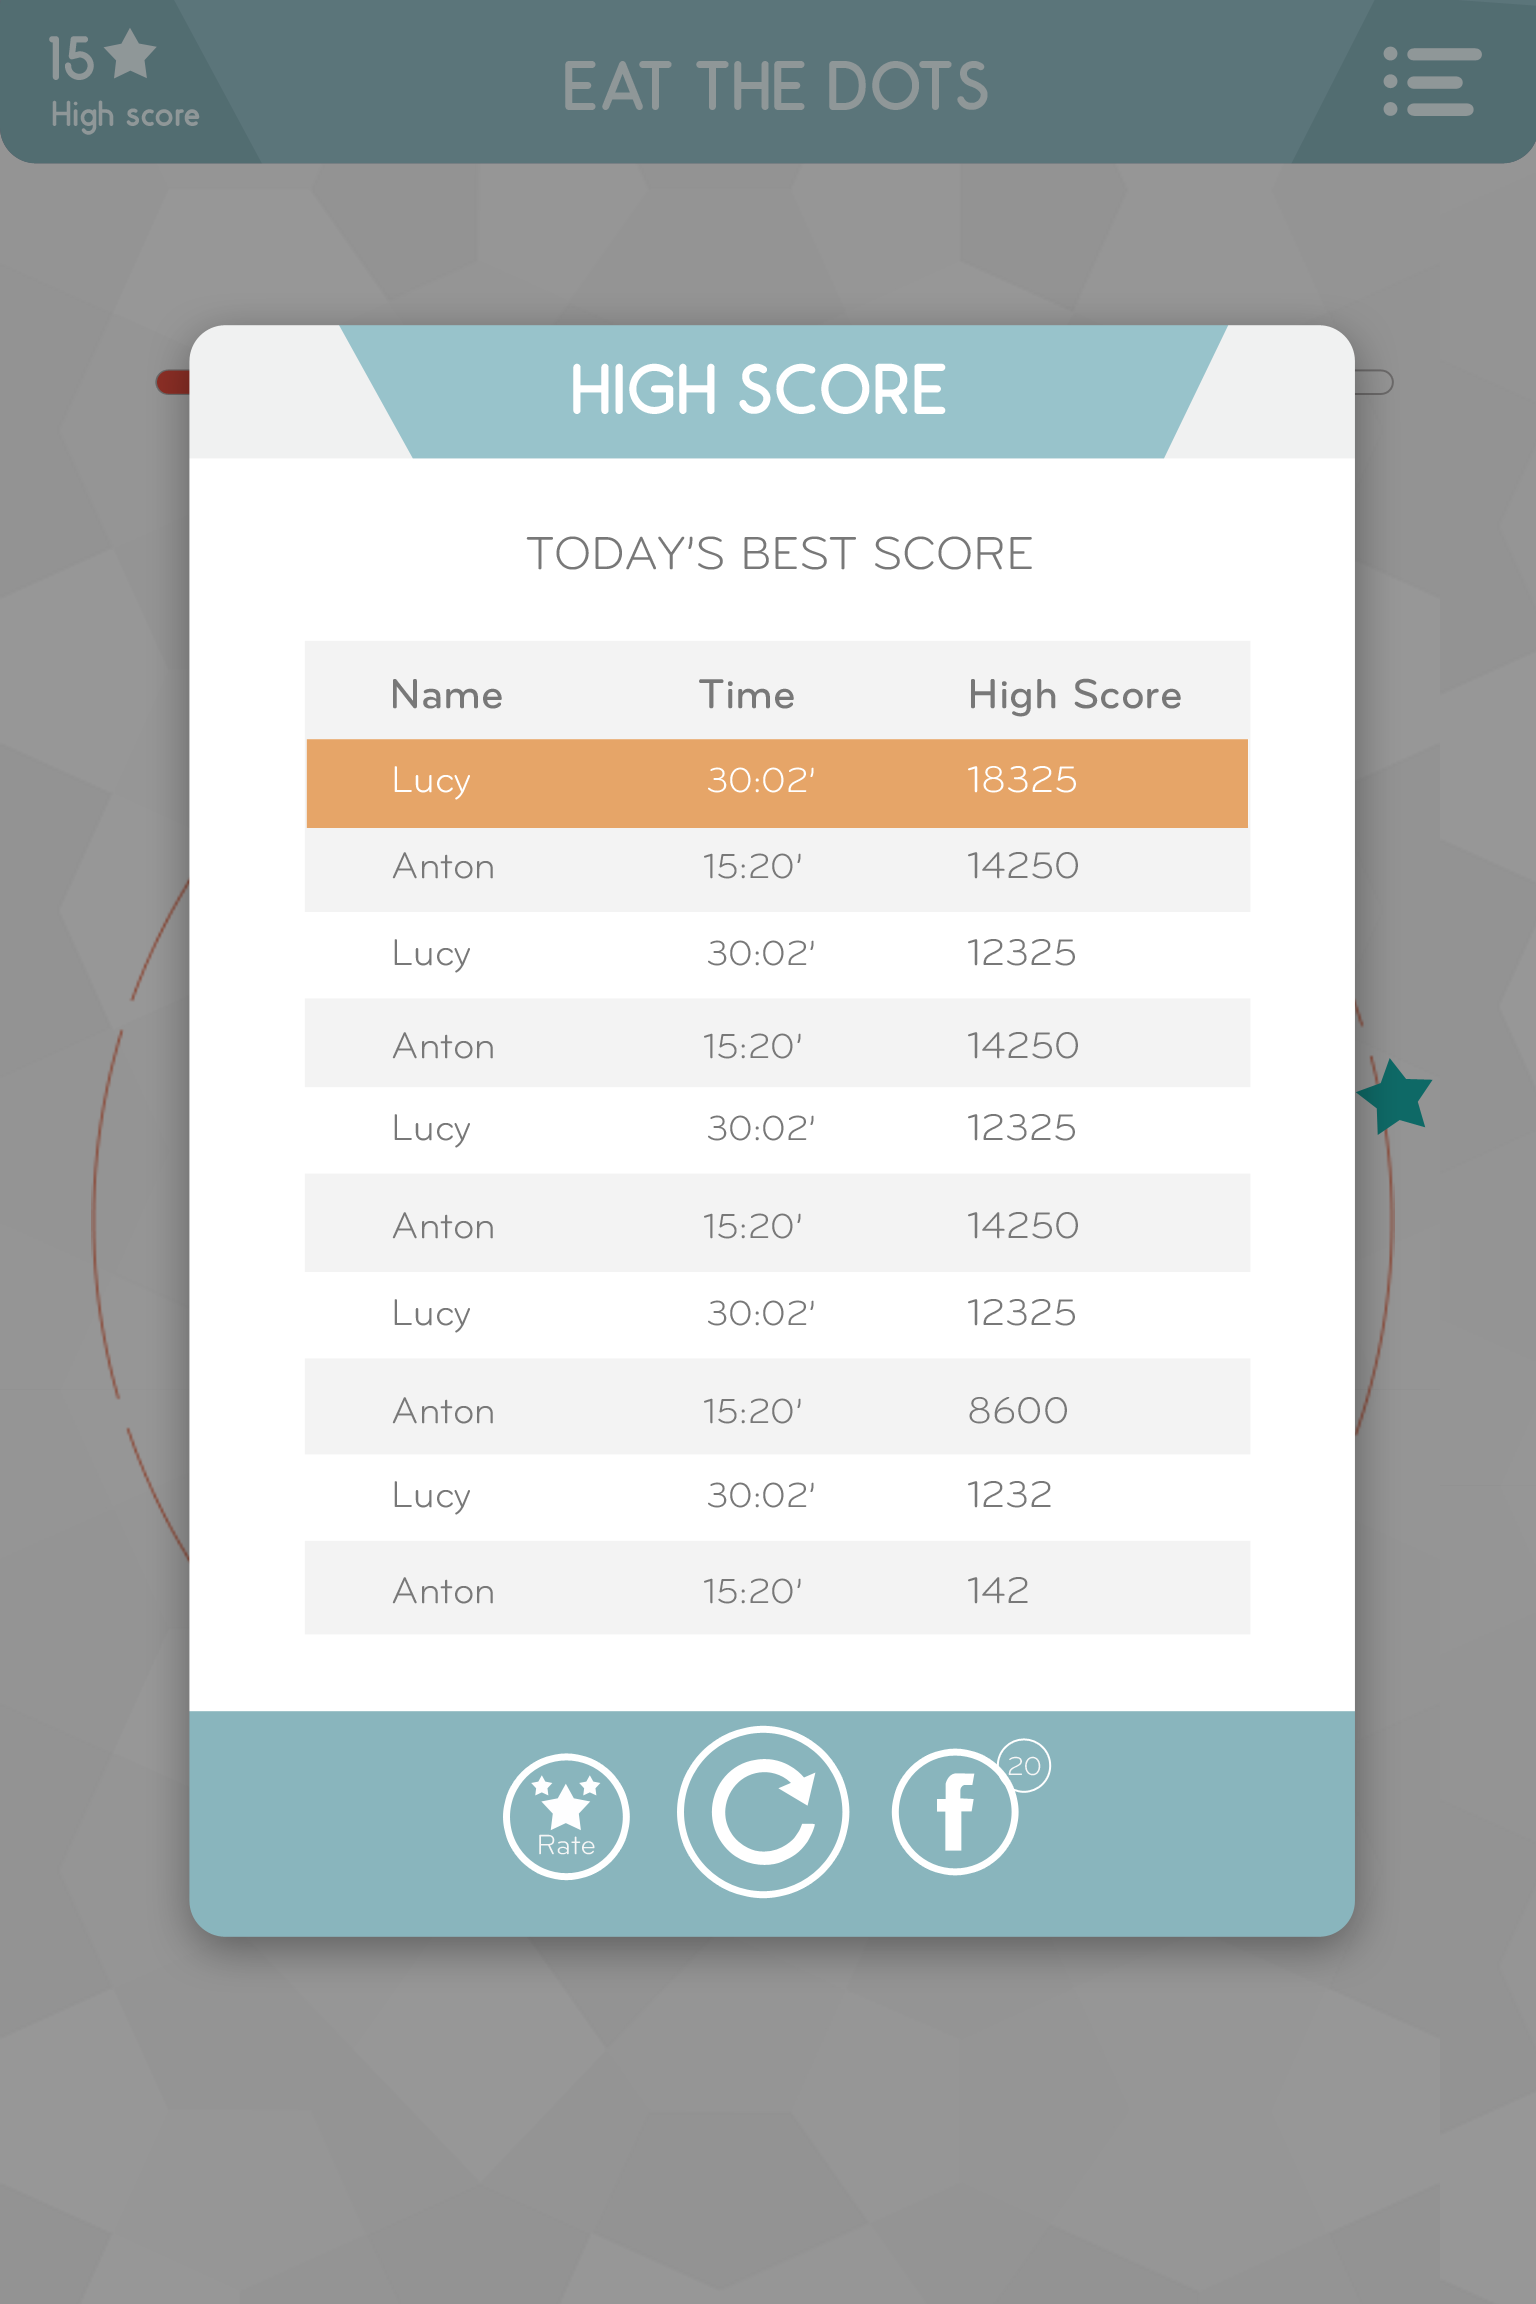 15
High score
EAT THE DOTS
HIGH SCORE
TODAY'S BEST SCORE
Name Time High Score
Lucy 30:02' 18325
Anton 15:20' 14250
Lucy 30:02' 12325
Anton 15:20' 14250
Lucy 30:02' 12325
Anton 15:20' 14250
Lucy 30:02' 12325
Anton 15:20' 8600
Lucy 30:02' 1232
Anton 15:20' 142
Rate
f
20